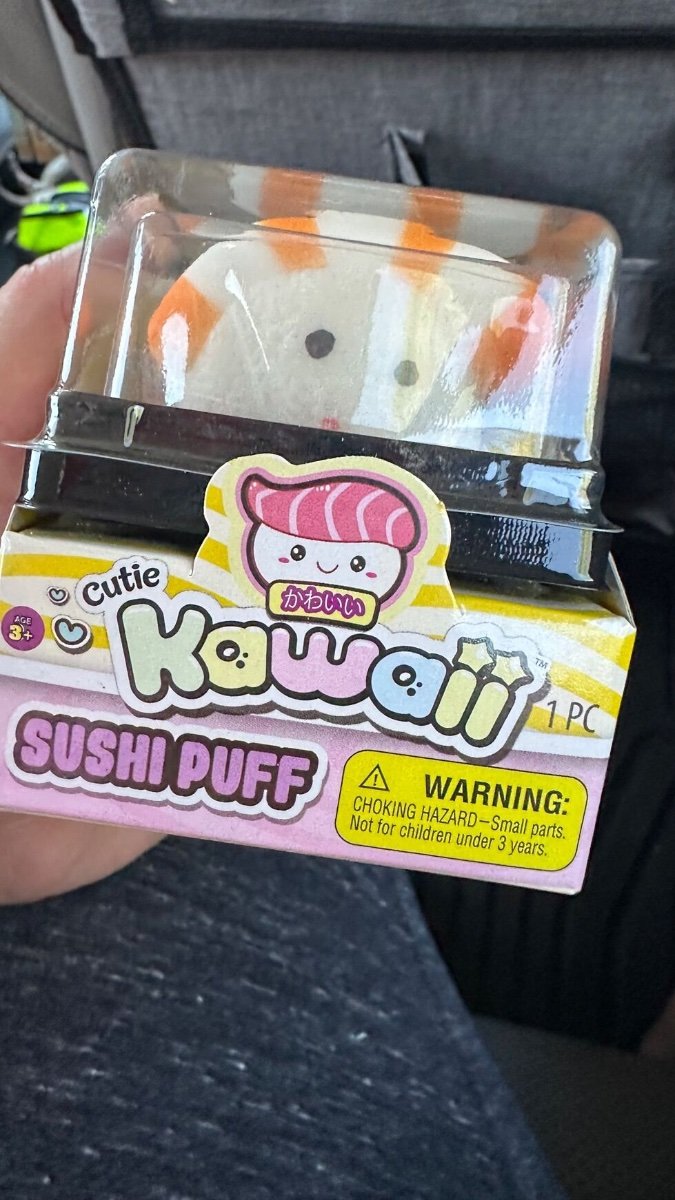 かわいい
Cutie
Kawaii™
AGE
3+
1 PC
SUSHI PUFF
⚠ WARNING:
CHOKING HAZARD—Small parts.
Not for children under 3 years.